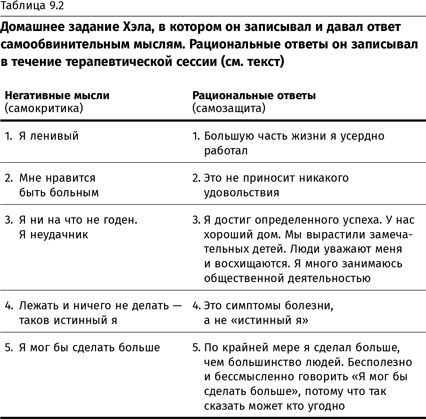 Таблица 9.2
Домашнее задание Хэла, в котором он записывал и давал ответ
самообвинительным мыслям. Рациональные ответы он записывал
в течение терапевтической сессии (см. текст)
Негативные мысли
(самокритика)
Рациональные ответы
(самозащита)
1. Я ленивый
1. Большую часть жизни я усердно
работал
2. Мне нравится
быть больным
2. Это не приносит никакого
удовольствия
3. Я ни на что не годен.
Я неудачник
3. Я достиг определенного успеха. У нас
хороший дом. Мы вырастили замеча-
тельных детей. Люди уважают меня
и восхищаются. Я много занимаюсь
общественной деятельностью
4. Лежать и ничего не делать —
таков истинный я
4. Это симптомы болезни,
а не «истинный я»
5. Я мог бы сделать больше
5. По крайней мере я сделал больше,
чем большинство людей. Бесполезно
и бессмысленно говорить «Я мог бы
сделать больше», потому что так
сказать может кто угодно